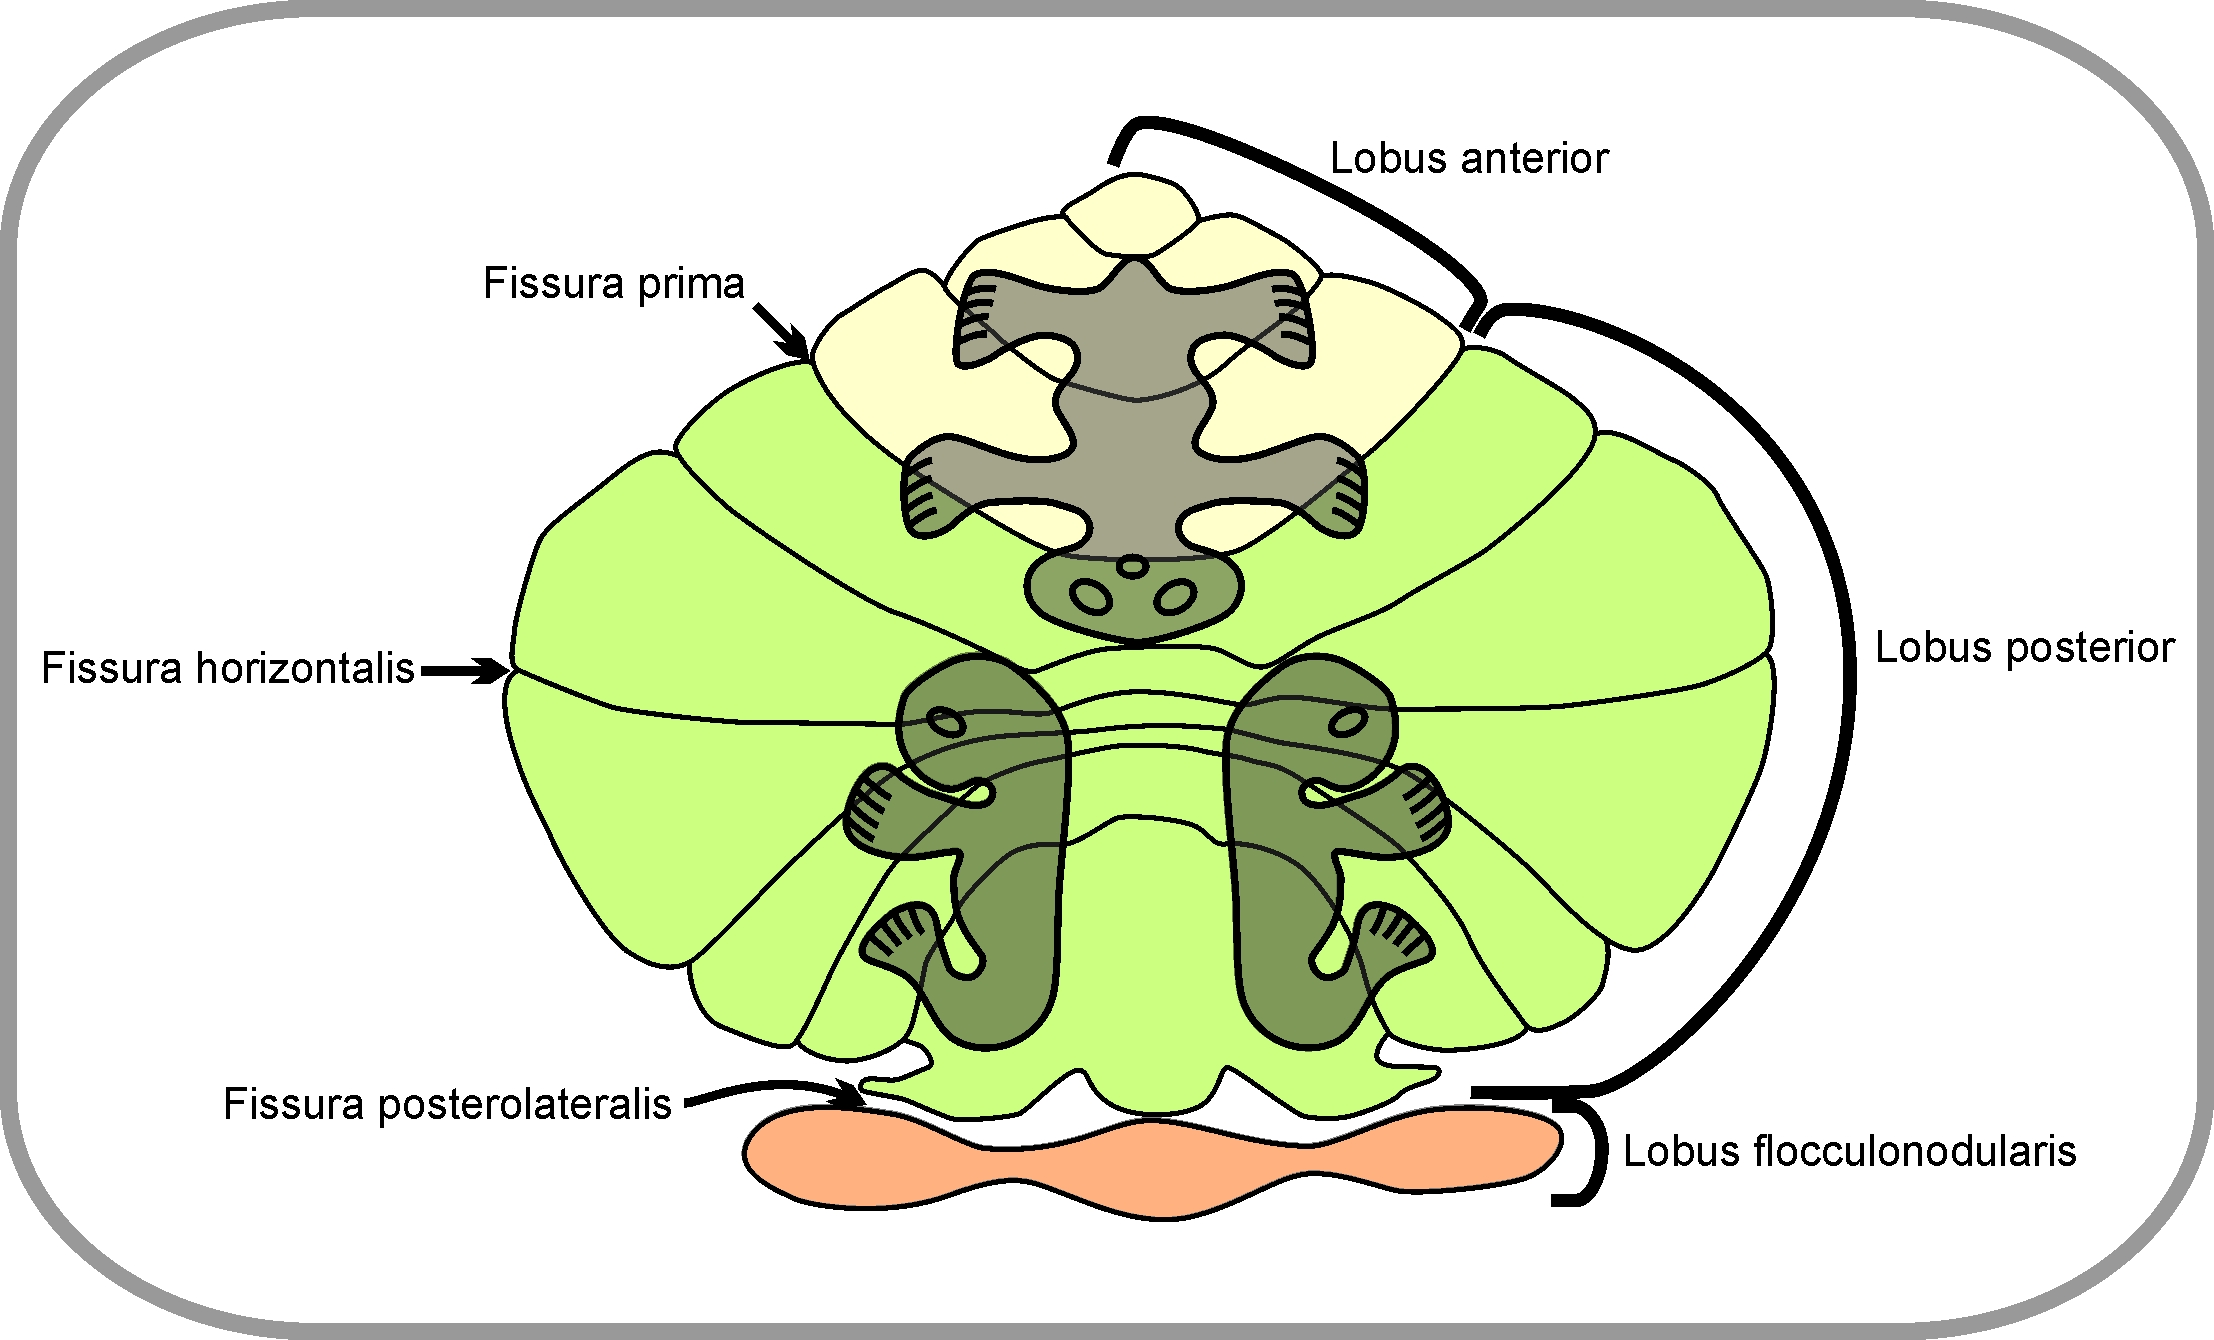 Lobus anterior
Fissura prima
Lobus posterior
Fissura horizontalis
Fissura posterolateralis
Lobus flocculonodularis